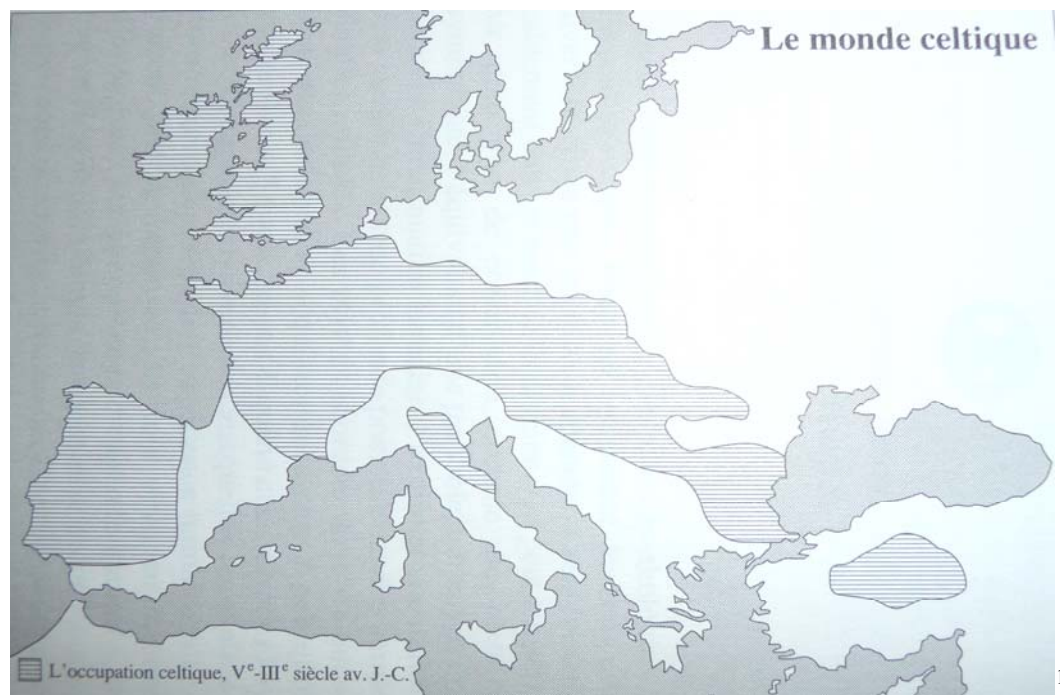 Le monde celtique
L'occupation celtique, Vᵉ-IIIᵉ siècle av. J.-C.